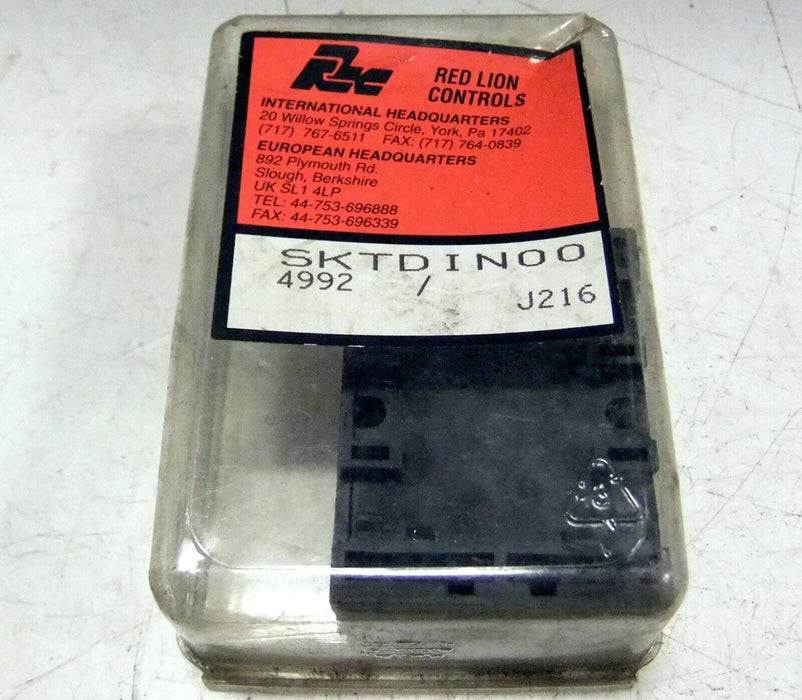 RLC
RED LION
CONTROLS
INTERNATIONAL HEADQUARTERS
20 Willow Springs Circle, York, Pa 17402
(717) 767-6511 FAX: (717) 764-0839
EUROPEAN HEADQUARTERS
892 Plymouth Rd.
Slough, Berkshire
UK SL1 4LP
TEL: 44-753-696888
FAX: 44-753-696339
SKTDIN00
4992 /
J216